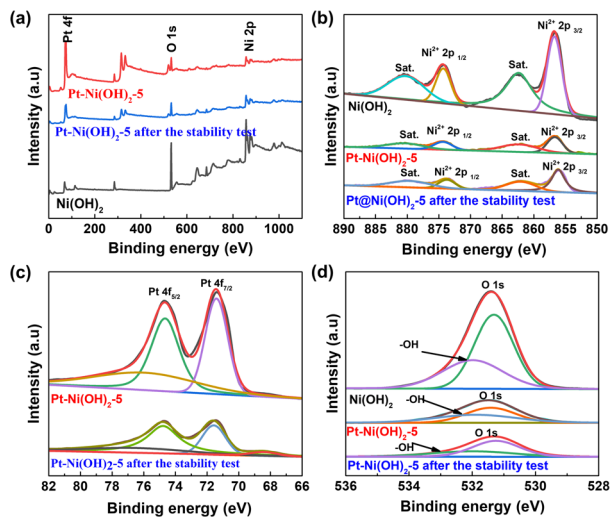 (a)
Pt 4f
O 1s
Ni 2p
Pt-Ni(OH)₂-5
Pt-Ni(OH)₂-5 after the stability test
Ni(OH)₂
Intensity (a.u)
0 200 400 600 800 1000
Binding energy (eV)
(b)
Sat.
Ni²⁺ 2p ₁/₂
Sat.
Ni²⁺ 2p ₃/₂
Ni(OH)₂
Sat.
Ni²⁺ 2p ₁/₂
Sat.
Ni²⁺ 2p ₃/₂
Pt-Ni(OH)₂-5
Sat.
Ni²⁺ 2p ₁/₂
Sat.
Ni²⁺ 2p ₃/₂
Pt@Ni(OH)₂-5 after the stability test
Intensity (a.u)
890 880 870 860 850
Binding energy (eV)
(c)
Pt 4f₅/₂
Pt 4f₇/₂
Pt-Ni(OH)₂-5
Pt-Ni(OH)2-5 after the stability test
Intensity (a.u)
82 80 78 76 74 72 70 68 66
Binding energy (eV)
(d)
O 1s
-OH
Ni(OH)₂
-OH
O 1s
Pt-Ni(OH)₂-5
-OH
O 1s
Pt-Ni(OH)₂-5 after the stability test
Intensity (a.u)
536 534 532 530 528
Binding energy (eV)